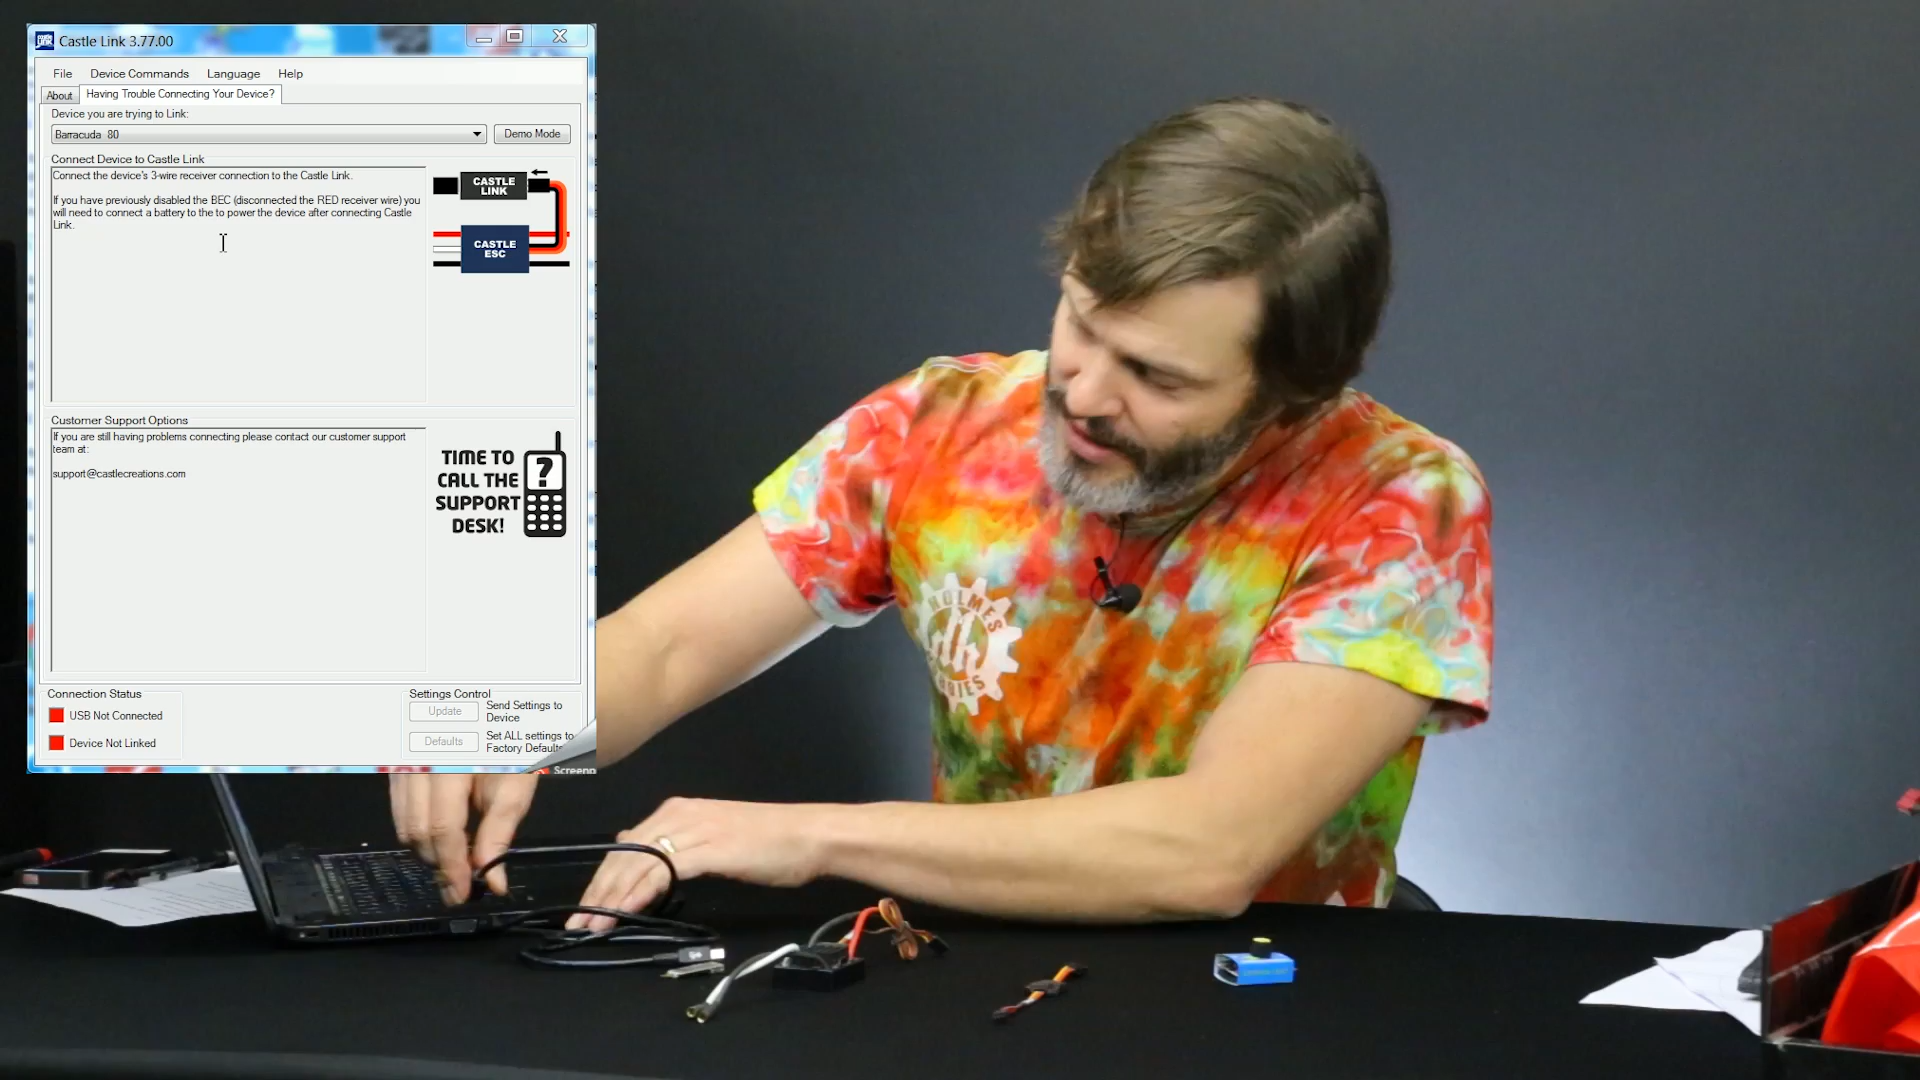 Castle Link 3.77.00
File Device Commands Language Help
About Having Trouble Connecting Your Device?
Device you are trying to Link:
Barracuda 80 Demo Mode
Connect Device to Castle Link
Connect the device's 3-wire receiver connection to the Castle Link.
If you have previously disabled the BEC (disconnected the RED receiver wire) you
will need to connect a battery to the to power the device after connecting Castle
Link.
CASTLE
LINK
CASTLE
ESC
Customer Support Options
If you are still having problems connecting please contact our customer support
team at:
support@castlecreations.com
TIME TO
CALL THE
SUPPORT
DESK!
?
Connection Status
USB Not Connected
Device Not Linked
Settings Control
Update Send Settings to
Device
Defaults Set ALL settings to
Factory Defaults
HOLMES
hh
HOBBIES